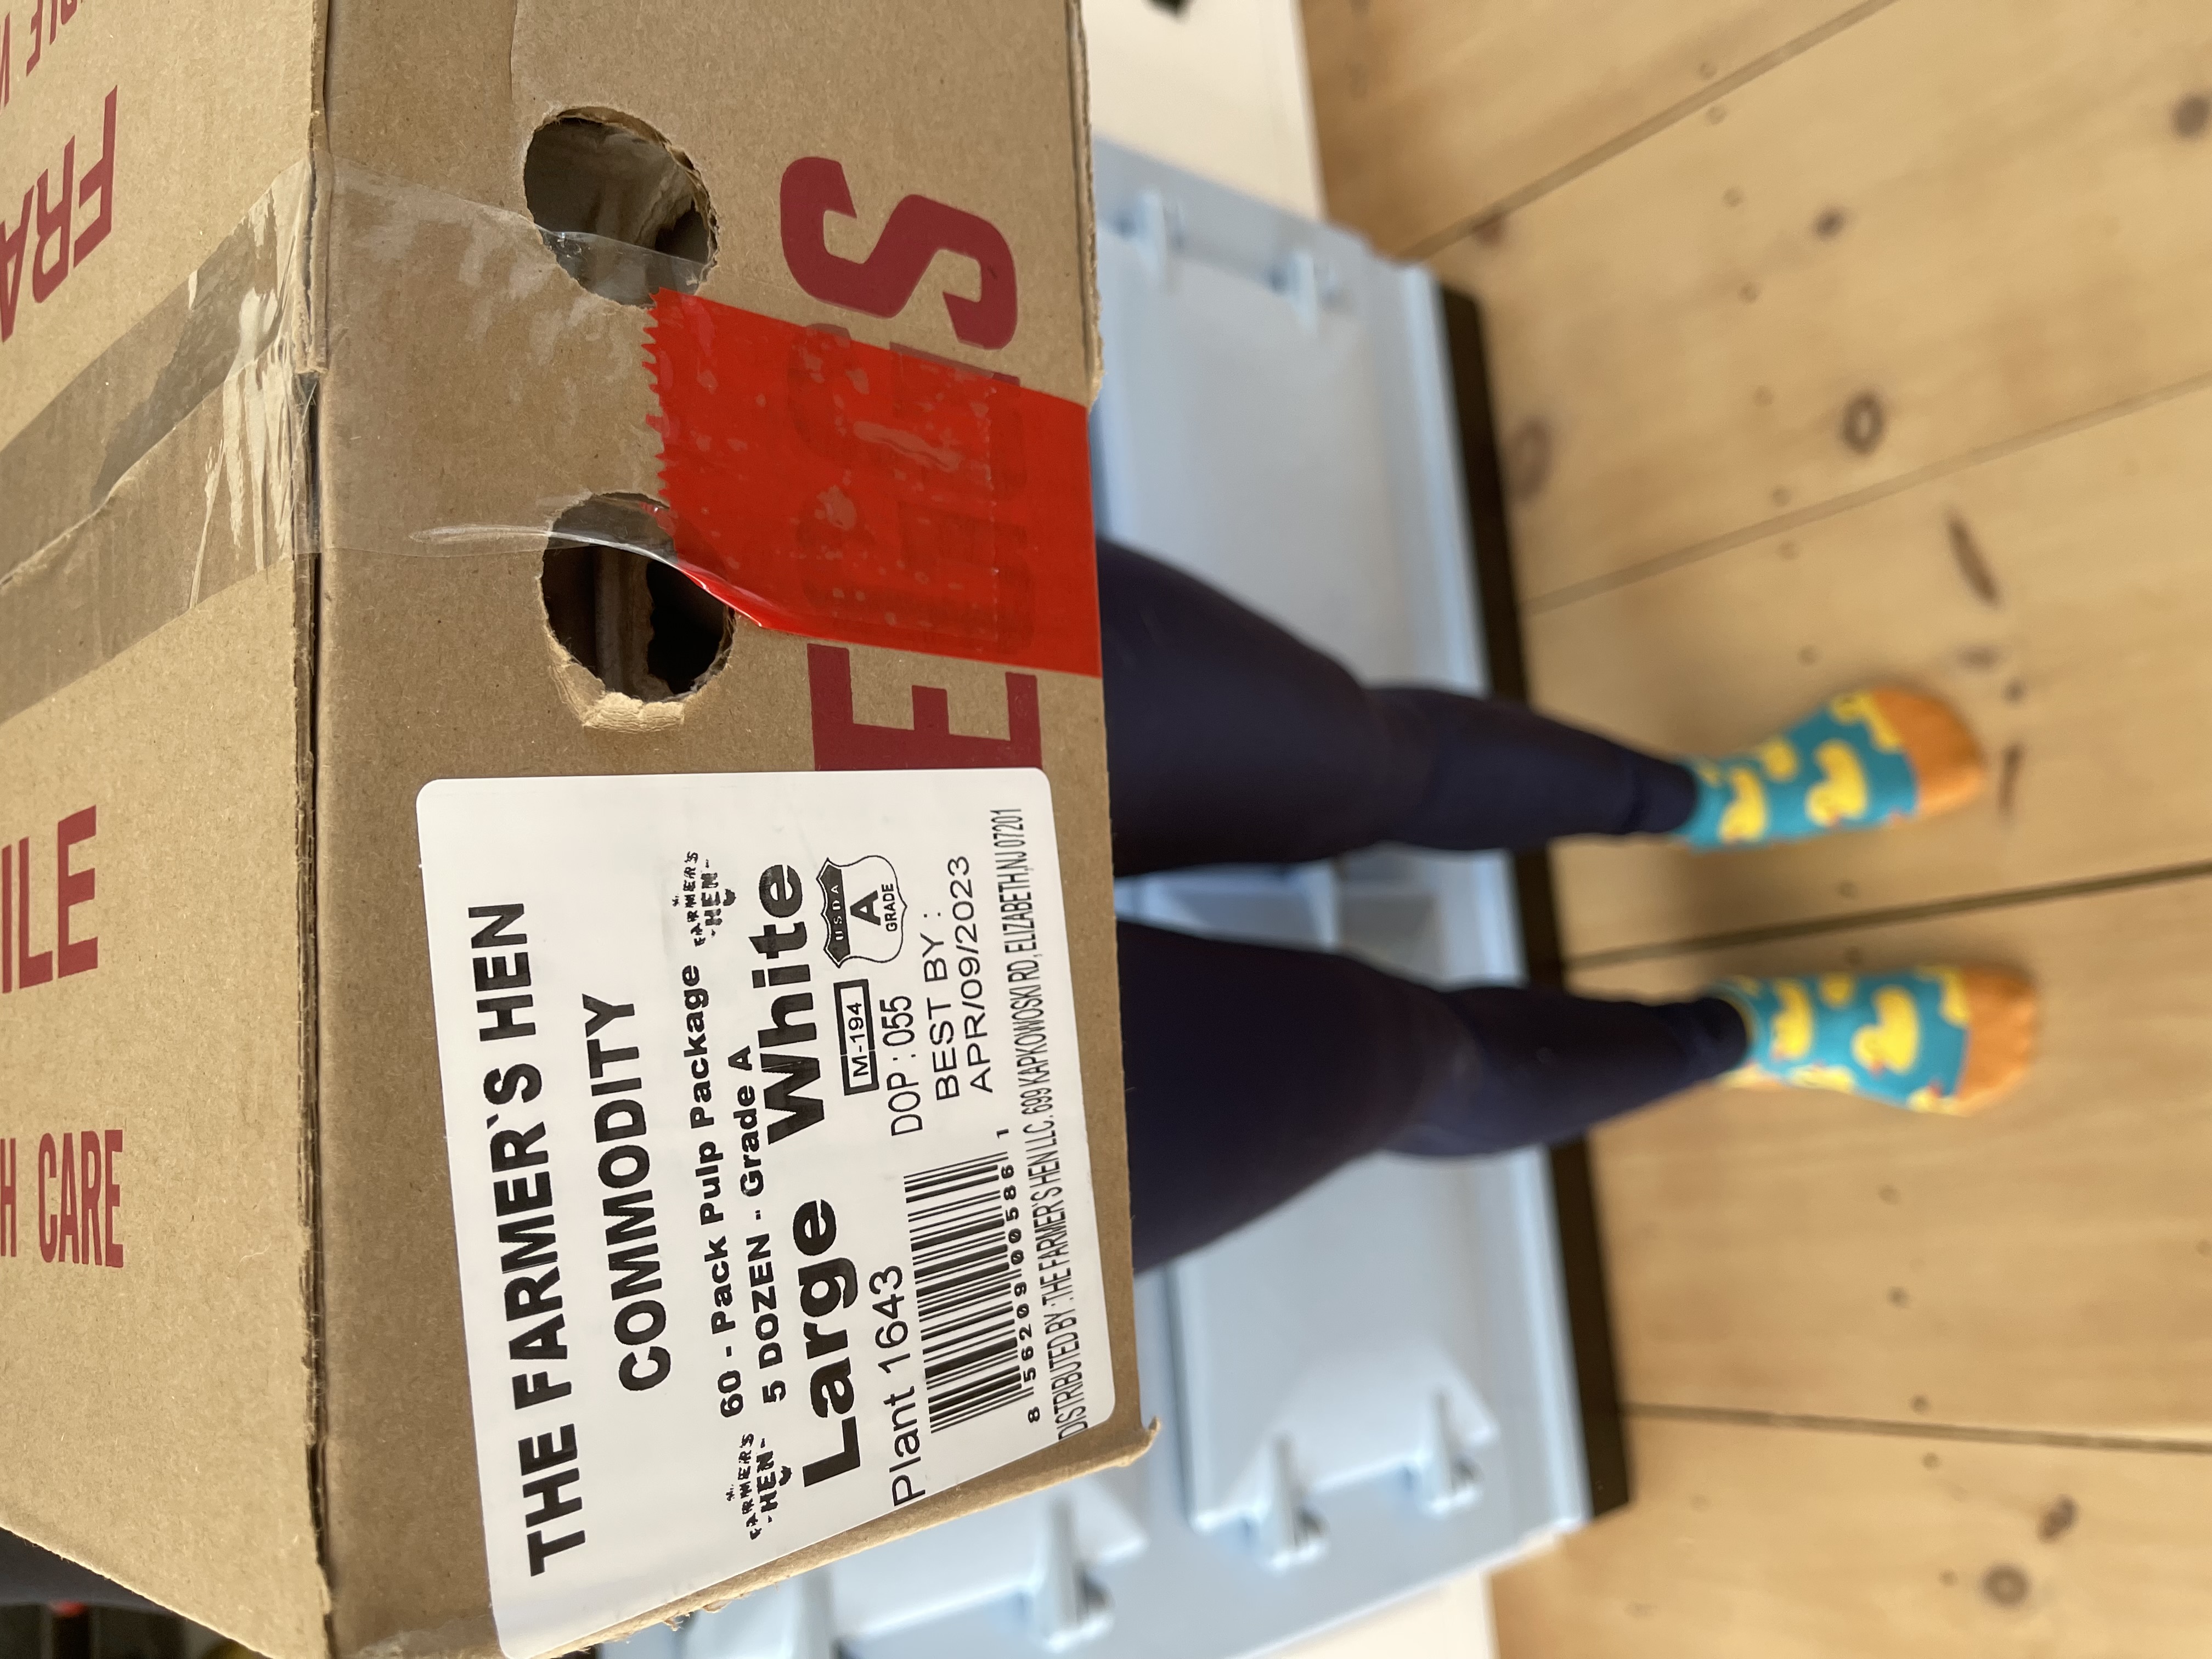 FRA
ILE
H CARE
EGGS
THE FARMER`S HEN
COMMODITY
FARMER'S
-HEN-
60 - Pack Pulp Package
5 DOZEN - Grade A
FARMER'S
-HEN-
Large White
Plant 1643
M-194
USDA
A
GRADE
DOP : 055
BEST BY :
APR/09/2023
8 56209 00586 1
DISTRIBUTED BY :THE FARMER'S HEN LLC. 699 KAPKOWOSKI RD, ELIZABETH,NJ 07201